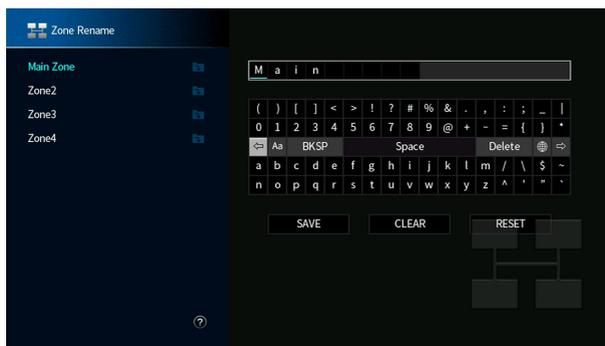 Zone Rename
Main Zone
Zone2
Zone3
Zone4
Main
( ) [ ] < > ! ? # % & . , : ; _ |
0 1 2 3 4 5 6 7 8 9 @ + - = { } *
⇦ Aa BKSP Space Delete ⇨
a b c d e f g h i j k l m / \ $ ~
n o p q r s t u v w x y z ^ ' " `
SAVE CLEAR RESET
?